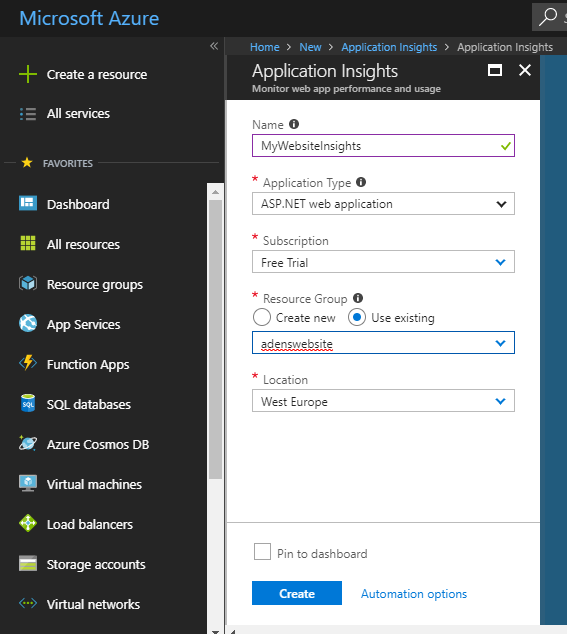 Microsoft Azure
Create a resource
All services
FAVORITES
Dashboard
All resources
Resource groups
App Services
Function Apps
SQL
SQL databases
Azure Cosmos DB
Virtual machines
Load balancers
Storage accounts
Virtual networks
Home > New > Application Insights > Application Insights
Application Insights
Monitor web app performance and usage
Name
MyWebsiteInsights
* Application Type
ASP.NET web application
* Subscription
Free Trial
* Resource Group
Create new Use existing
adenswebsite
* Location
West Europe
Pin to dashboard
Create Automation options